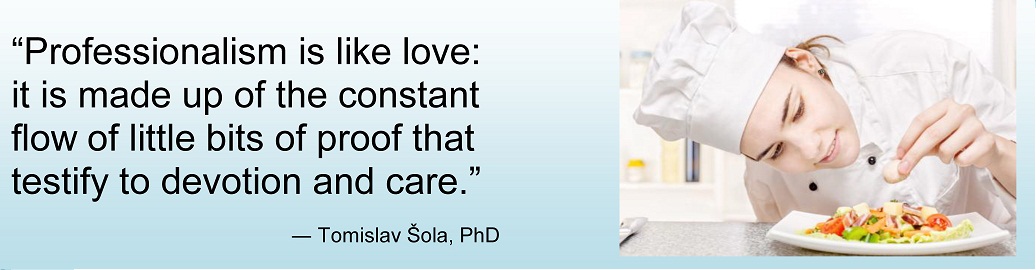 “Professionalism is like love:
it is made up of the constant
flow of little bits of proof that
testify to devotion and care.”
— Tomislav Šola, PhD